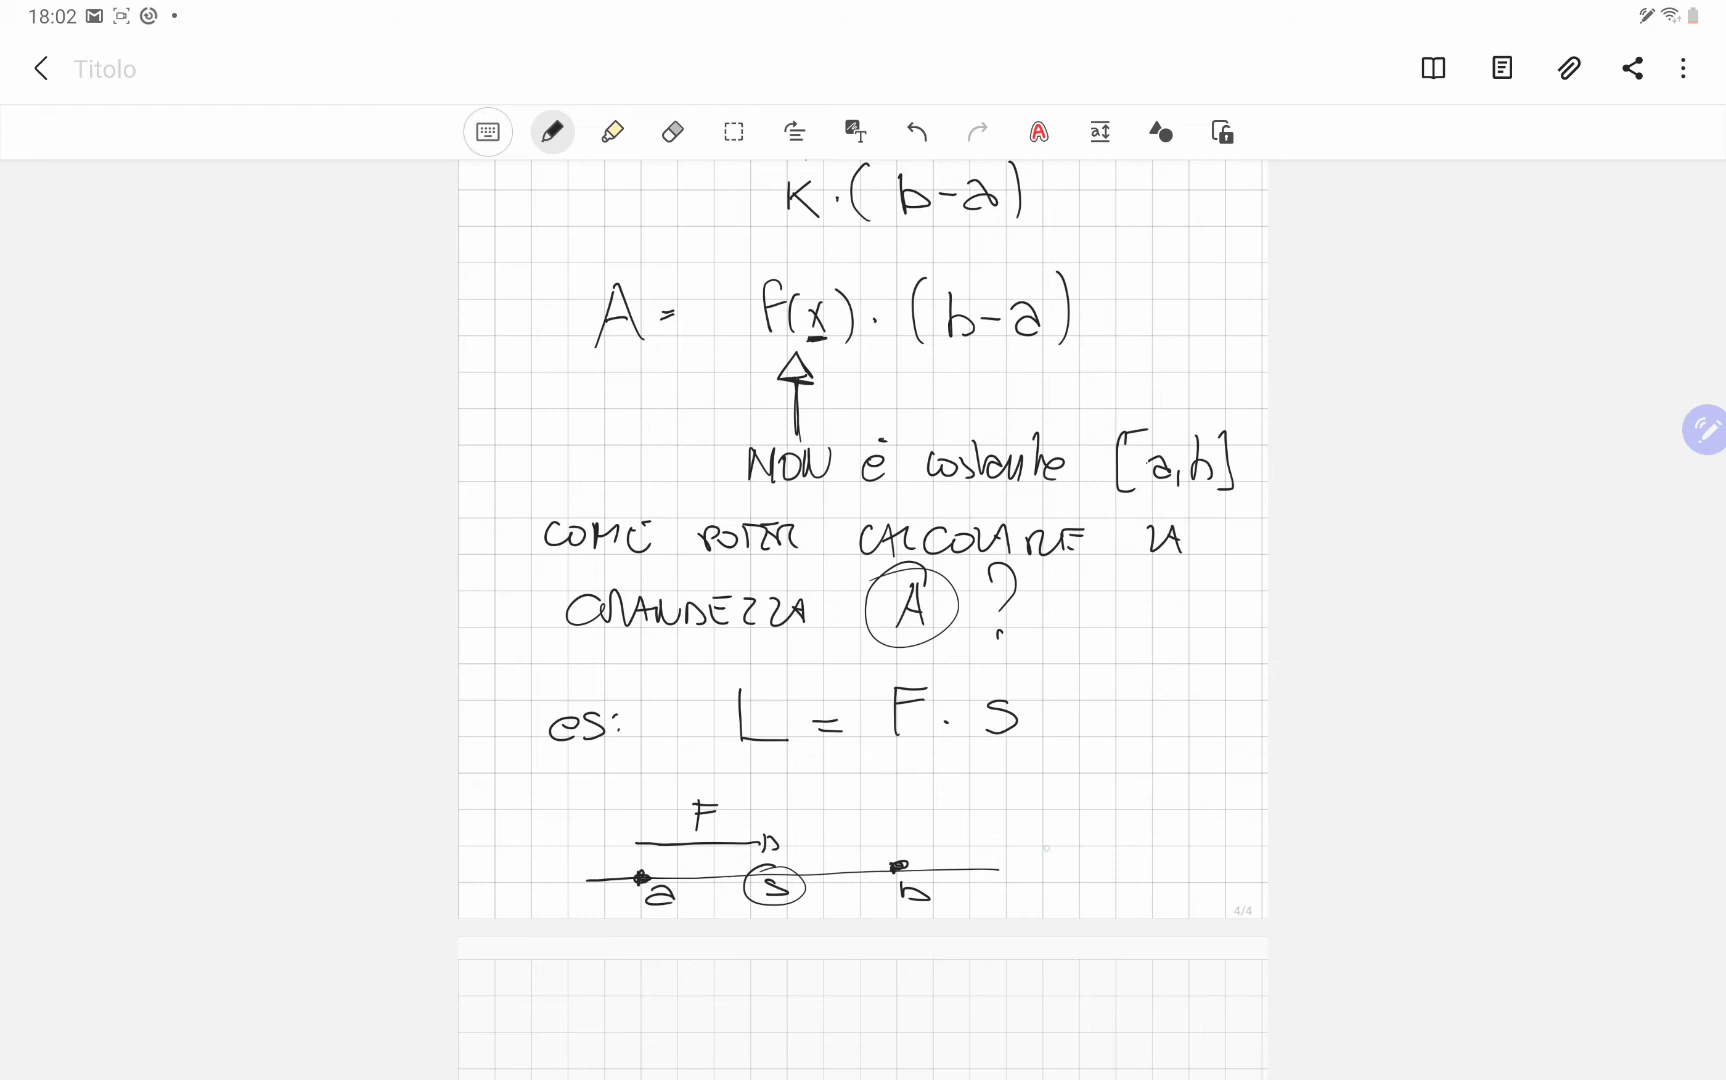 18:02
Titolo
K·(b-a)
A = f(x)·(b-a)
NON è costante [a,b]
COME POTER CALCOLARE LA
GRANDEZZA A ?
es: L = F·s
F
a s b
4/4